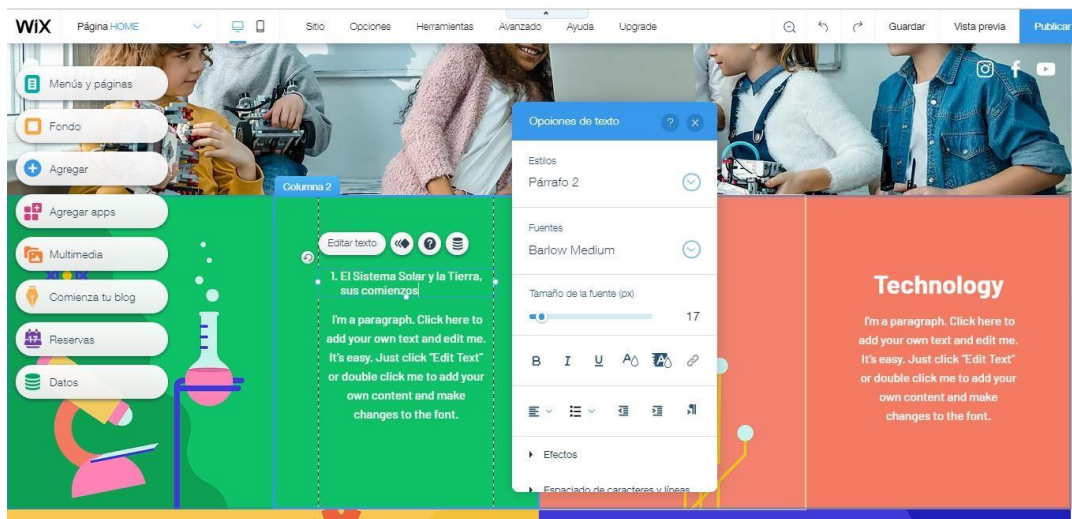 WiX
Página HOME
Sitio
Opciones
Herramientas
Avanzado
Ayuda
Upgrade
Guardar
Vista previa
Publicar
Menús y páginas
Fondo
Agregar
Agregar apps
Multimedia
Comienza tu blog
17
Reservas
Datos
Columna 2
Editar texto
?
1. El Sistema Solar y la Tierra,
sus comienzos
I'm a paragraph. Click here to
add your own text and edit me.
It's easy. Just click "Edit Text"
or double click me to add your
own content and make
changes to the font.
Opciones de texto
?
Estilos
Párrafo 2
Fuentes
Barlow Medium
Tamaño de la fuente (px)
17
B I U A A
Efectos
Espaciado de caracteres y líneas
Technology
I'm a paragraph. Click here to
add your own text and edit me.
It's easy. Just click "Edit Text"
or double click me to add your
own content and make
changes to the font.